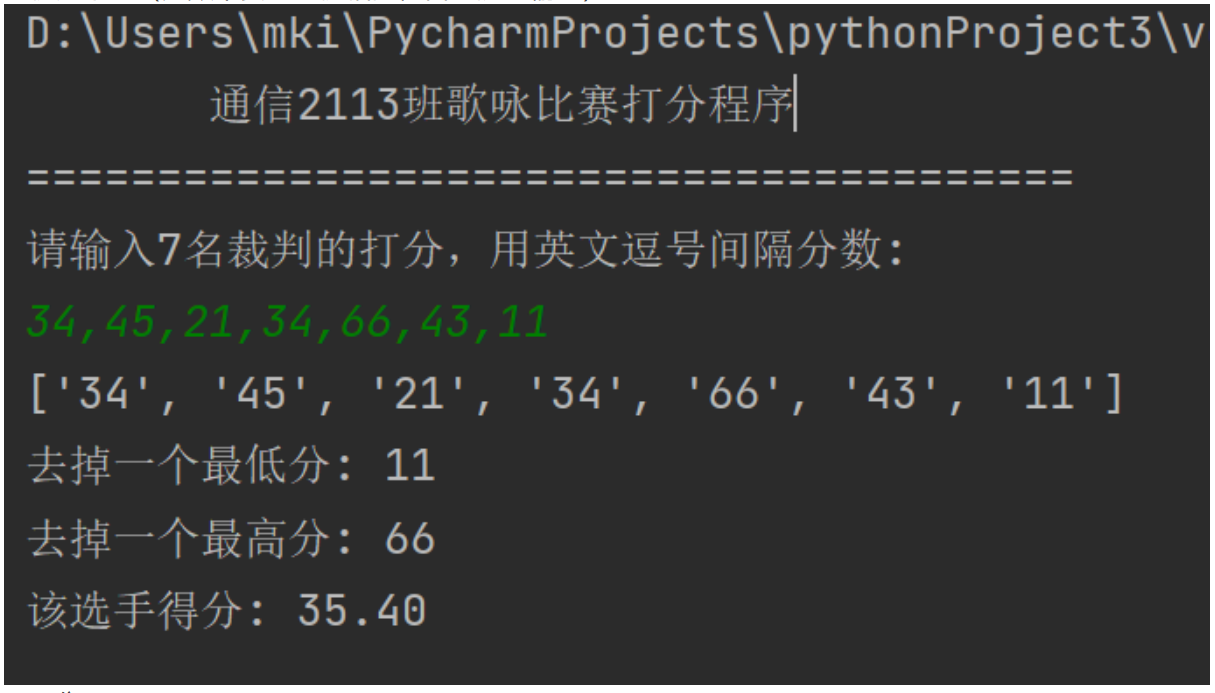 D:\Users\mki\PycharmProjects\pythonProject3\v
通信2113班歌咏比赛打分程序
========================================
请输入7名裁判的打分，用英文逗号间隔分数:
34,45,21,34,66,43,11
['34', '45', '21', '34', '66', '43', '11']
去掉一个最低分: 11
去掉一个最高分: 66
该选手得分: 35.40